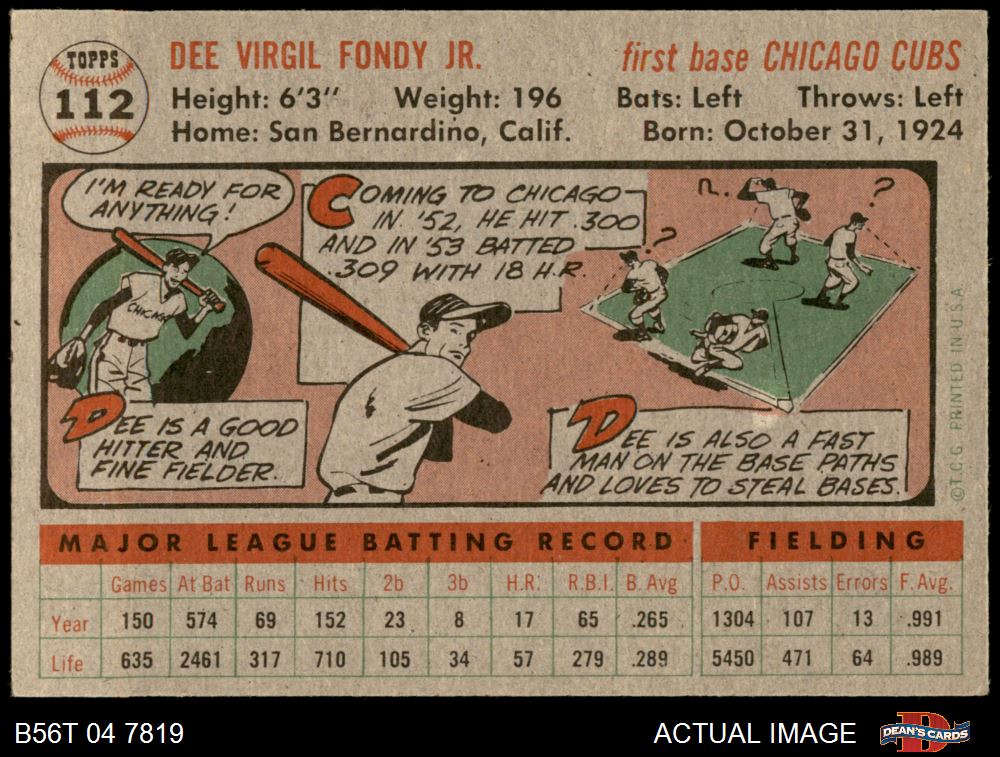 TOPPS
112
DEE VIRGIL FONDY JR.
first base CHICAGO CUBS
Height: 6'3" Weight: 196 Bats: Left Throws: Left
Home: San Bernardino, Calif. Born: October 31, 1924
I'M READY FOR
ANYTHING!
CHICAGO
DEE IS A GOOD
HITTER AND
FINE FIELDER.
COMING TO CHICAGO
IN '52, HE HIT .300
AND IN '53 BATTED
.309 WITH 18 H.R.
?
?
DEE IS ALSO A FAST
MAN ON THE BASE PATHS
AND LOVES TO STEAL BASES.
©T.C.G. PRINTED IN U.S.A.
MAJOR LEAGUE BATTING RECORD FIELDING
Games At Bat Runs Hits 2b 3b H.R. R.B.I. B. Avg P.O. Assists Errors F. Avg.
Year 150 574 69 152 23 8 17 65 .265 1304 107 13 .991
Life 635 2461 317 710 105 34 57 279 .289 5450 471 64 .989
B56T 04 7819
ACTUAL IMAGE
D
DEAN'S CARDS